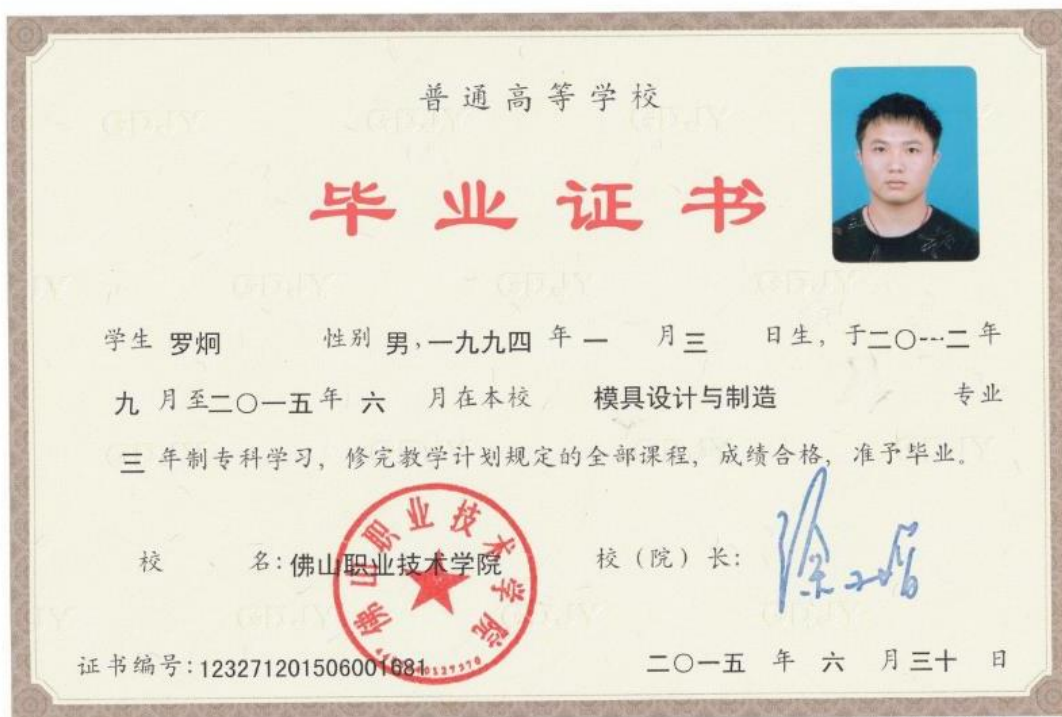 普通高等学校
毕业证书
学生 罗炯 性别 男，一九九四 年 一 月 三 日生，于二〇一二年
九 月至二〇一五年 六 月在本校 模具设计与制造 专业
三 年制专科学习，修完教学计划规定的全部课程，成绩合格，准予毕业。
校 名：佛山职业技术学院 校（院）长：
佛山职业技术学院
证书编号：123271201506001681 二〇一五 年 六 月三十 日
GDJY